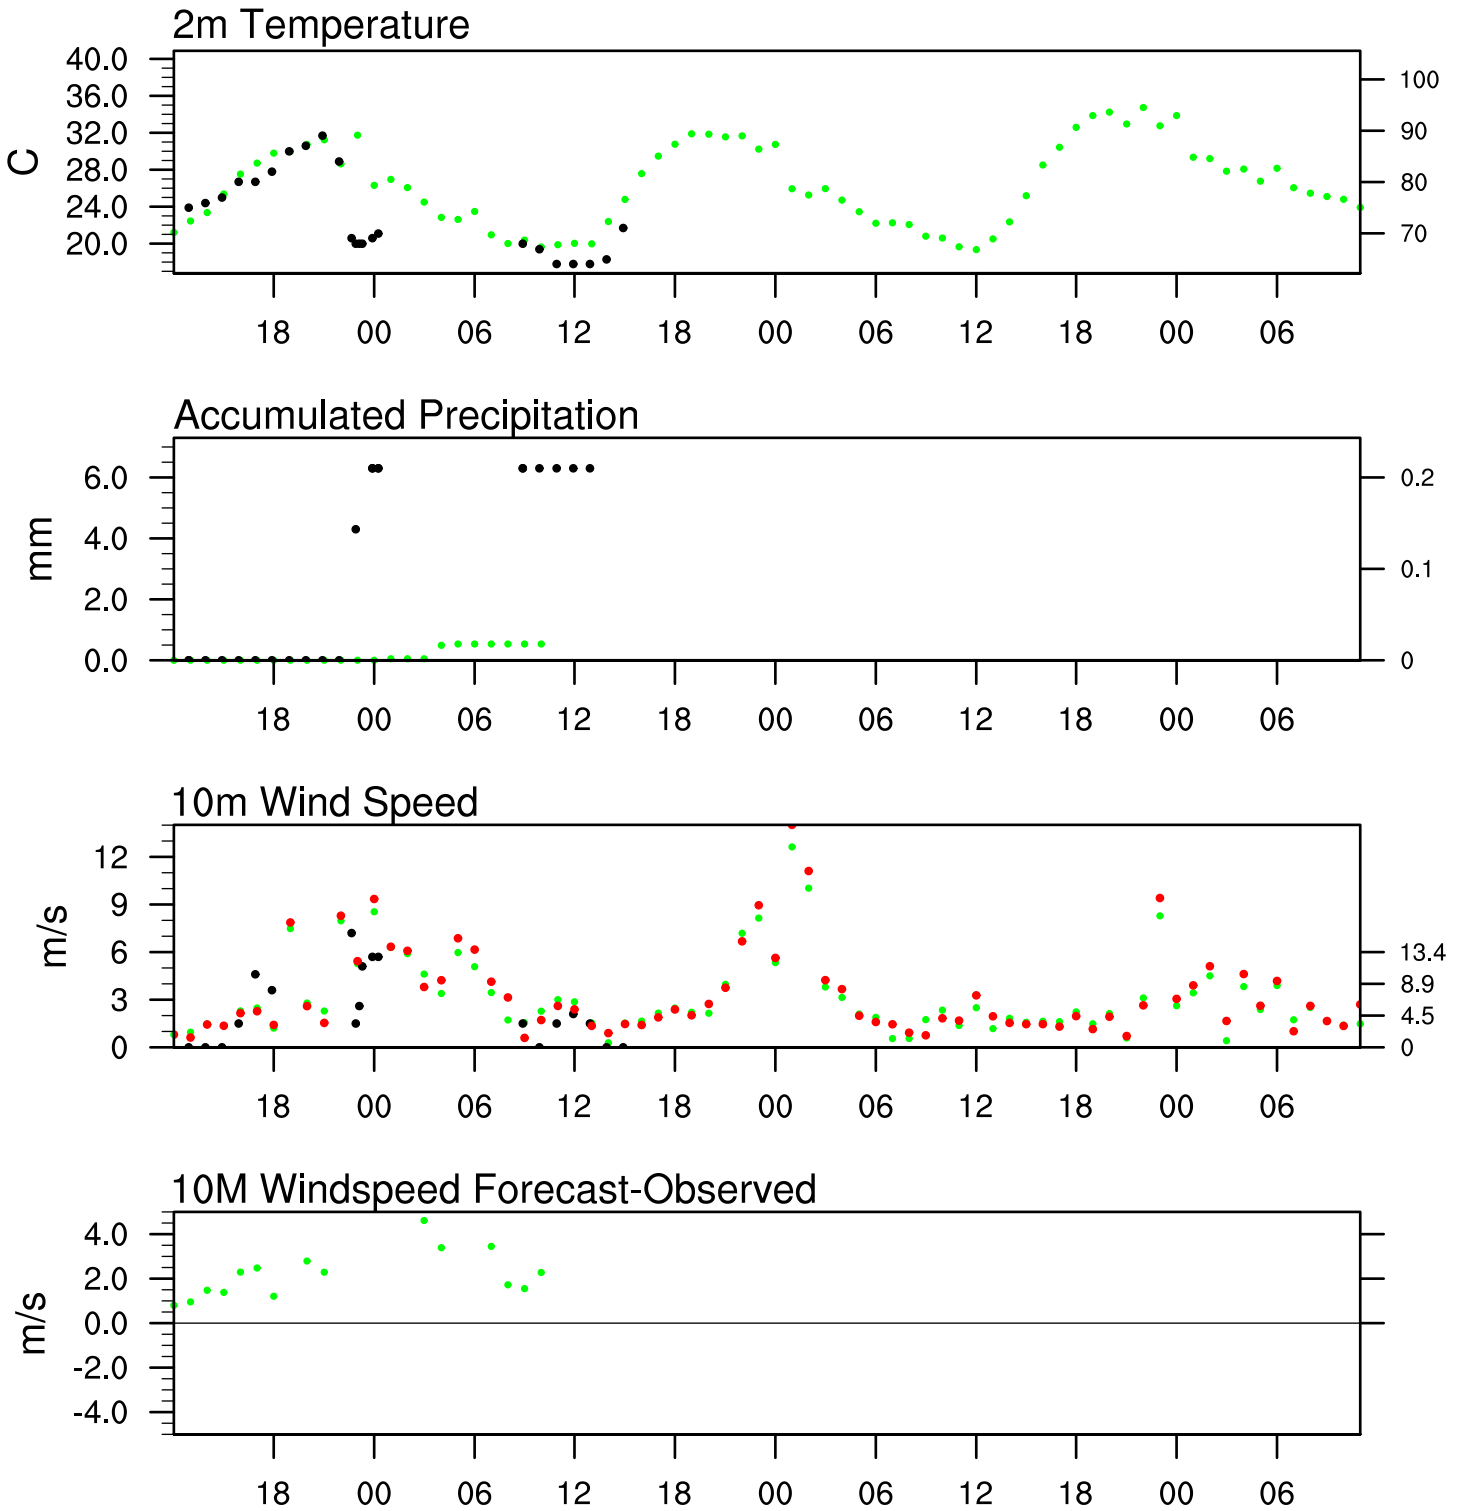 2m Temperature
40.0
36.0
32.0
28.0
24.0
20.0
C
100
90
80
70
18 00 06 12 18 00 06 12 18 00 06
Accumulated Precipitation
6.0
4.0
2.0
0.0
mm
0.2
0.1
0
18 00 06 12 18 00 06 12 18 00 06
10m Wind Speed
12
9
6
3
0
m/s
13.4
8.9
4.5
0
18 00 06 12 18 00 06 12 18 00 06
10M Windspeed Forecast-Observed
4.0
2.0
0.0
-2.0
-4.0
m/s
18 00 06 12 18 00 06 12 18 00 06